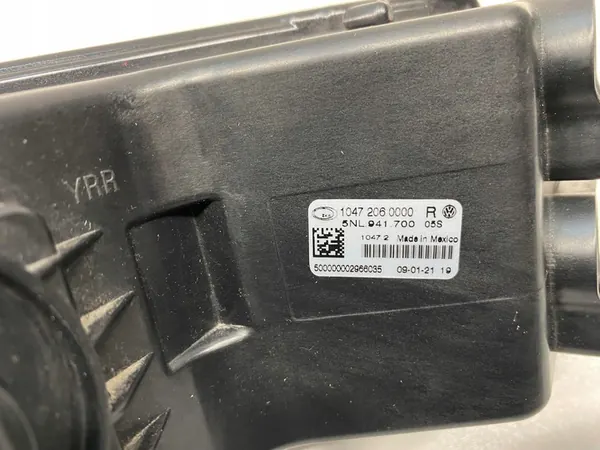 YRR
1047 206 0000 R
5NL.941.700 05S
1047 2 Made in Mexico
500000002966035 09-01-21 19